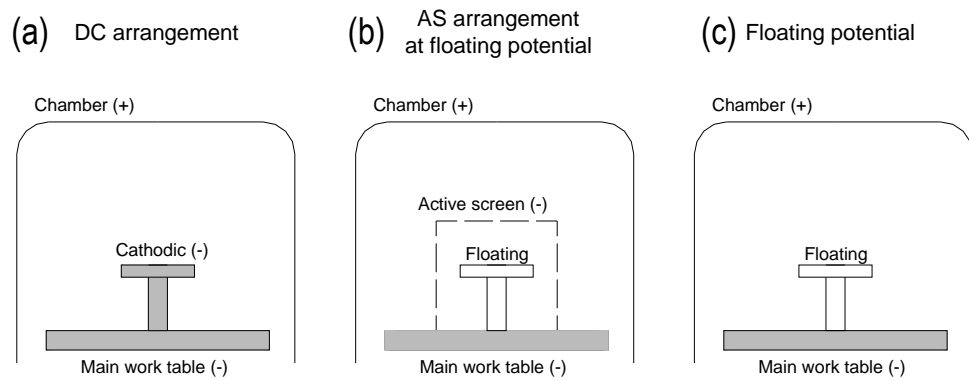 (a) DC arrangement
Chamber (+)
Cathodic (-)
Main work table (-)
(b) AS arrangement
at floating potential
Chamber (+)
Active screen (-)
Floating
Main work table (-)
(c) Floating potential
Chamber (+)
Floating
Main work table (-)